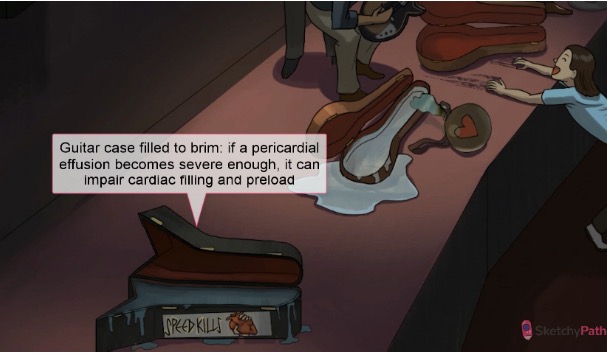 Guitar case filled to brim: if a pericardial
effusion becomes severe enough, it can
impair cardiac filling and preload
SPEED KILLS
SketchyPath